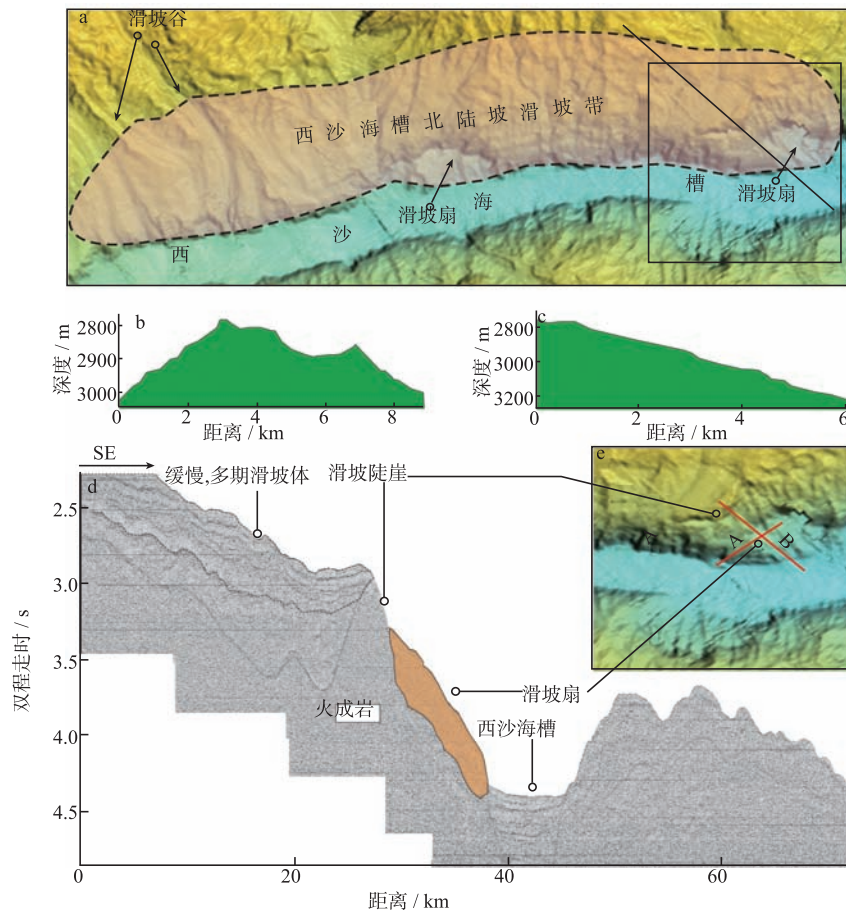 a
滑坡谷
西沙海槽北陆坡滑坡带
滑坡扇
滑坡扇
西沙海槽
b
2800
2900
3000
深度 / m
0 2 4 6 8
距离 / km
c
2800
3000
3200
深度 / m
0 2 4 6
距离 / km
SE
d
缓慢,多期滑坡体
滑坡陡崖
e
A
B
2.5
3.0
3.5
4.0
4.5
双程走时 / s
火成岩
滑坡扇
西沙海槽
0 20 40 60
距离 / km